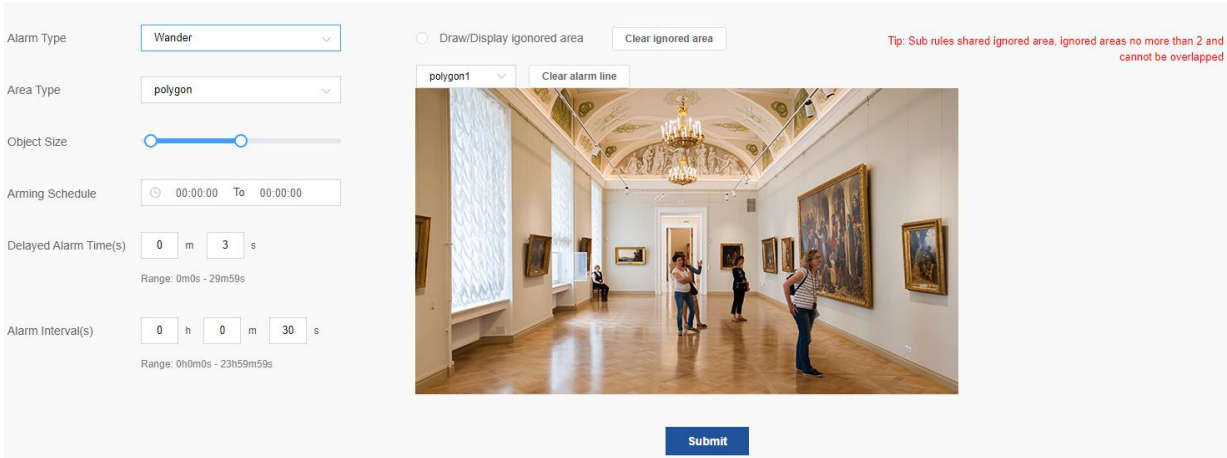 Alarm Type
Wander
Area Type
polygon
Object Size
Arming Schedule
00:00:00 To 00:00:00
Delayed Alarm Time(s)
0 m 3 s
Range: 0m0s - 29m59s
Alarm Interval(s)
0 h 0 m 30 s
Range: 0h0m0s - 23h59m59s
Draw/Display igonored area
Clear ignored area
polygon1
Clear alarm line
Tip: Sub rules shared ignored area, ignored areas no more than 2 and
cannot be overlapped
Submit